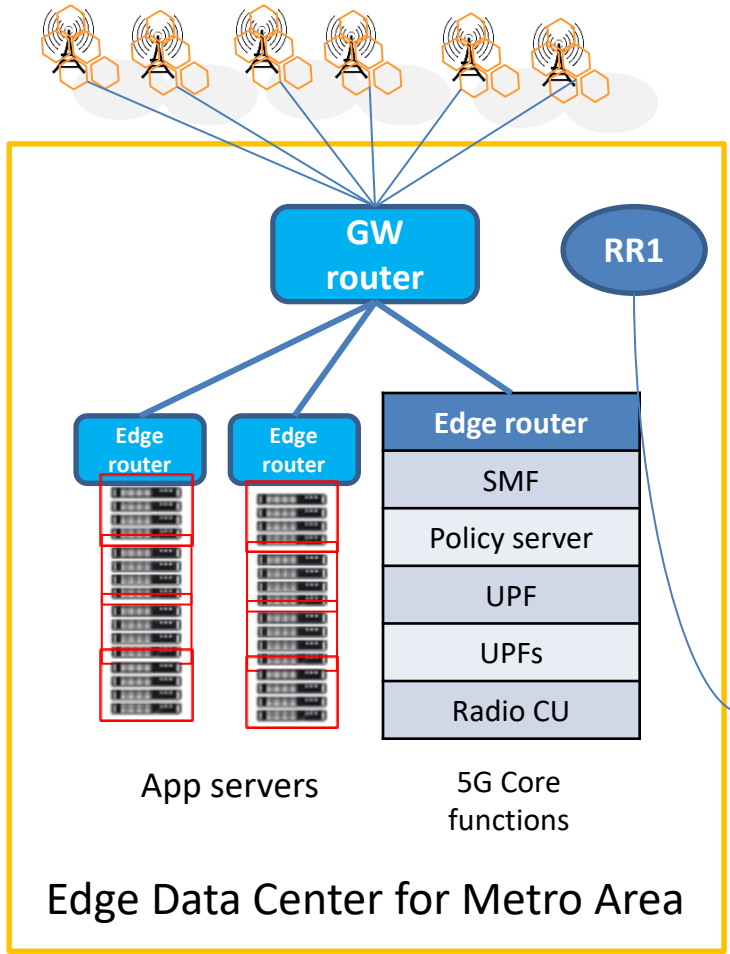 GW
router
RR1
Edge
router
Edge
router
Edge router
SMF
Policy server
UPF
UPFs
Radio CU
App servers
5G Core
functions
Edge Data Center for Metro Area